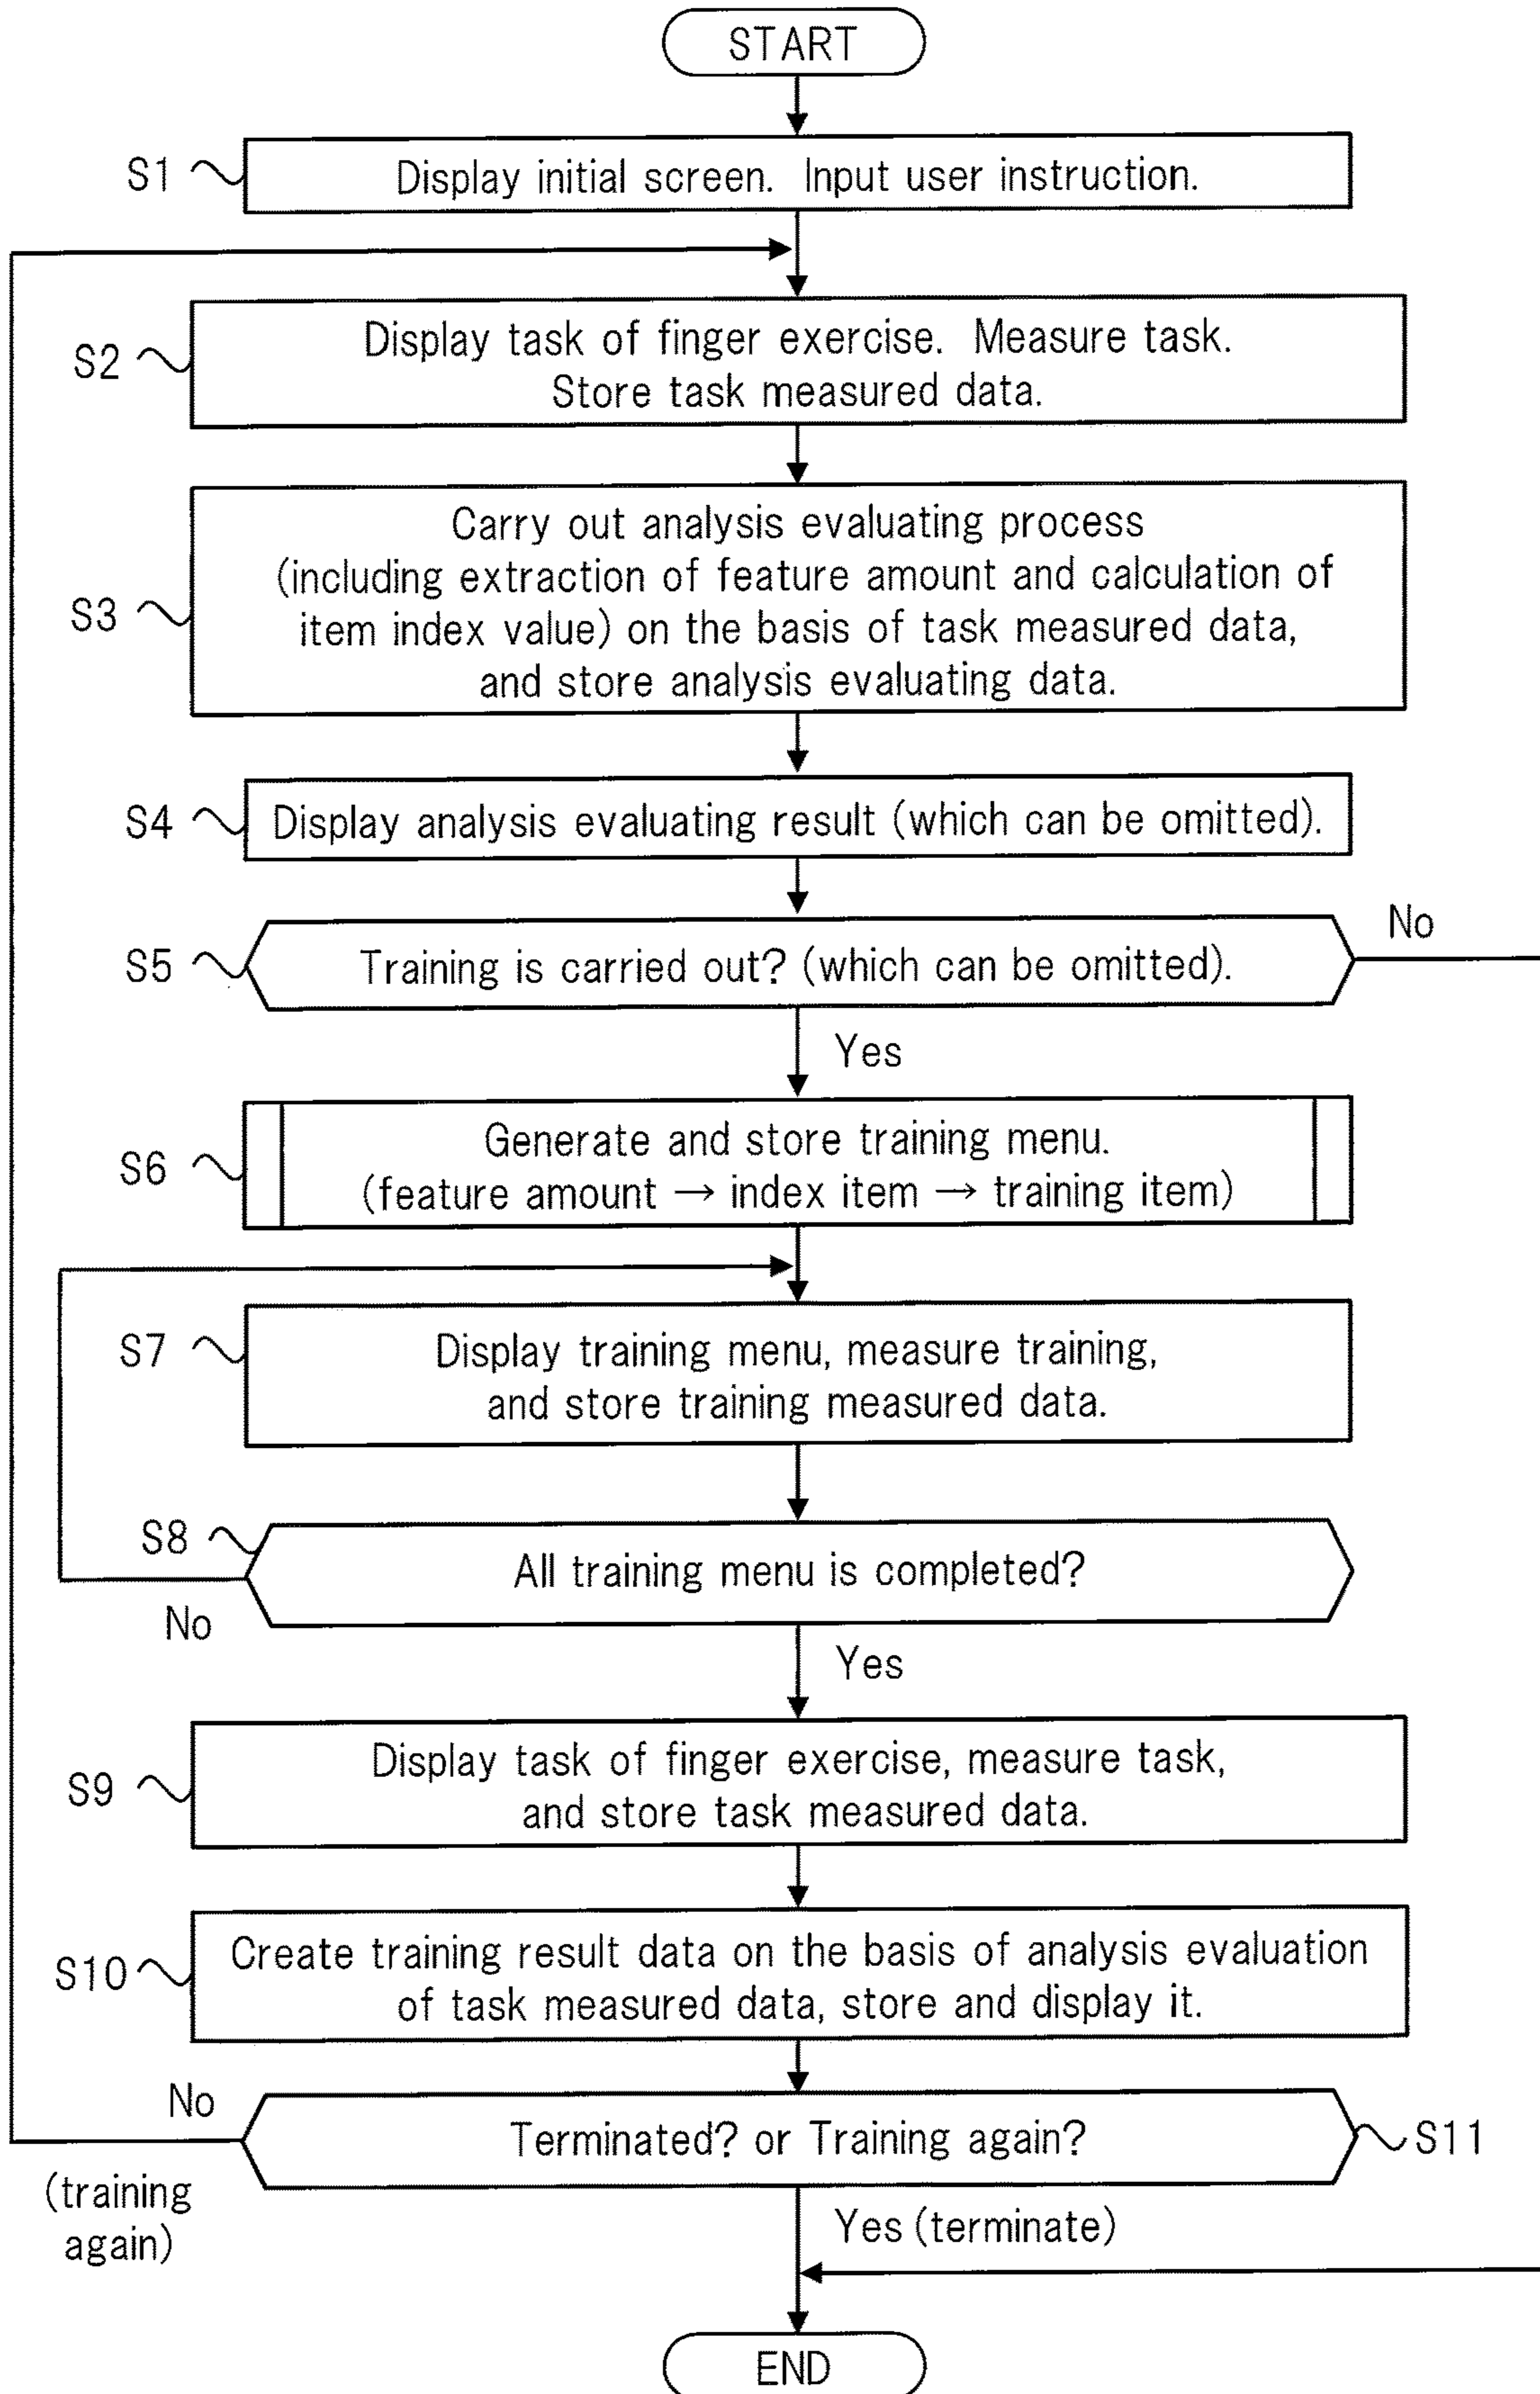 START
S1
Display initial screen. Input user instruction.
S2
Display task of finger exercise. Measure task.
Store task measured data.
S3
Carry out analysis evaluating process
(including extraction of feature amount and calculation of
item index value) on the basis of task measured data,
and store analysis evaluating data.
S4
Display analysis evaluating result (which can be omitted).
S5
Training is carried out? (which can be omitted).
No
Yes
S6
Generate and store training menu.
(feature amount → index item → training item)
S7
Display training menu, measure training,
and store training measured data.
S8
All training menu is completed?
No
Yes
S9
Display task of finger exercise, measure task,
and store task measured data.
S10
Create training result data on the basis of analysis evaluation
of task measured data, store and display it.
No
Terminated? or Training again?
S11
(training
again)
Yes (terminate)
END